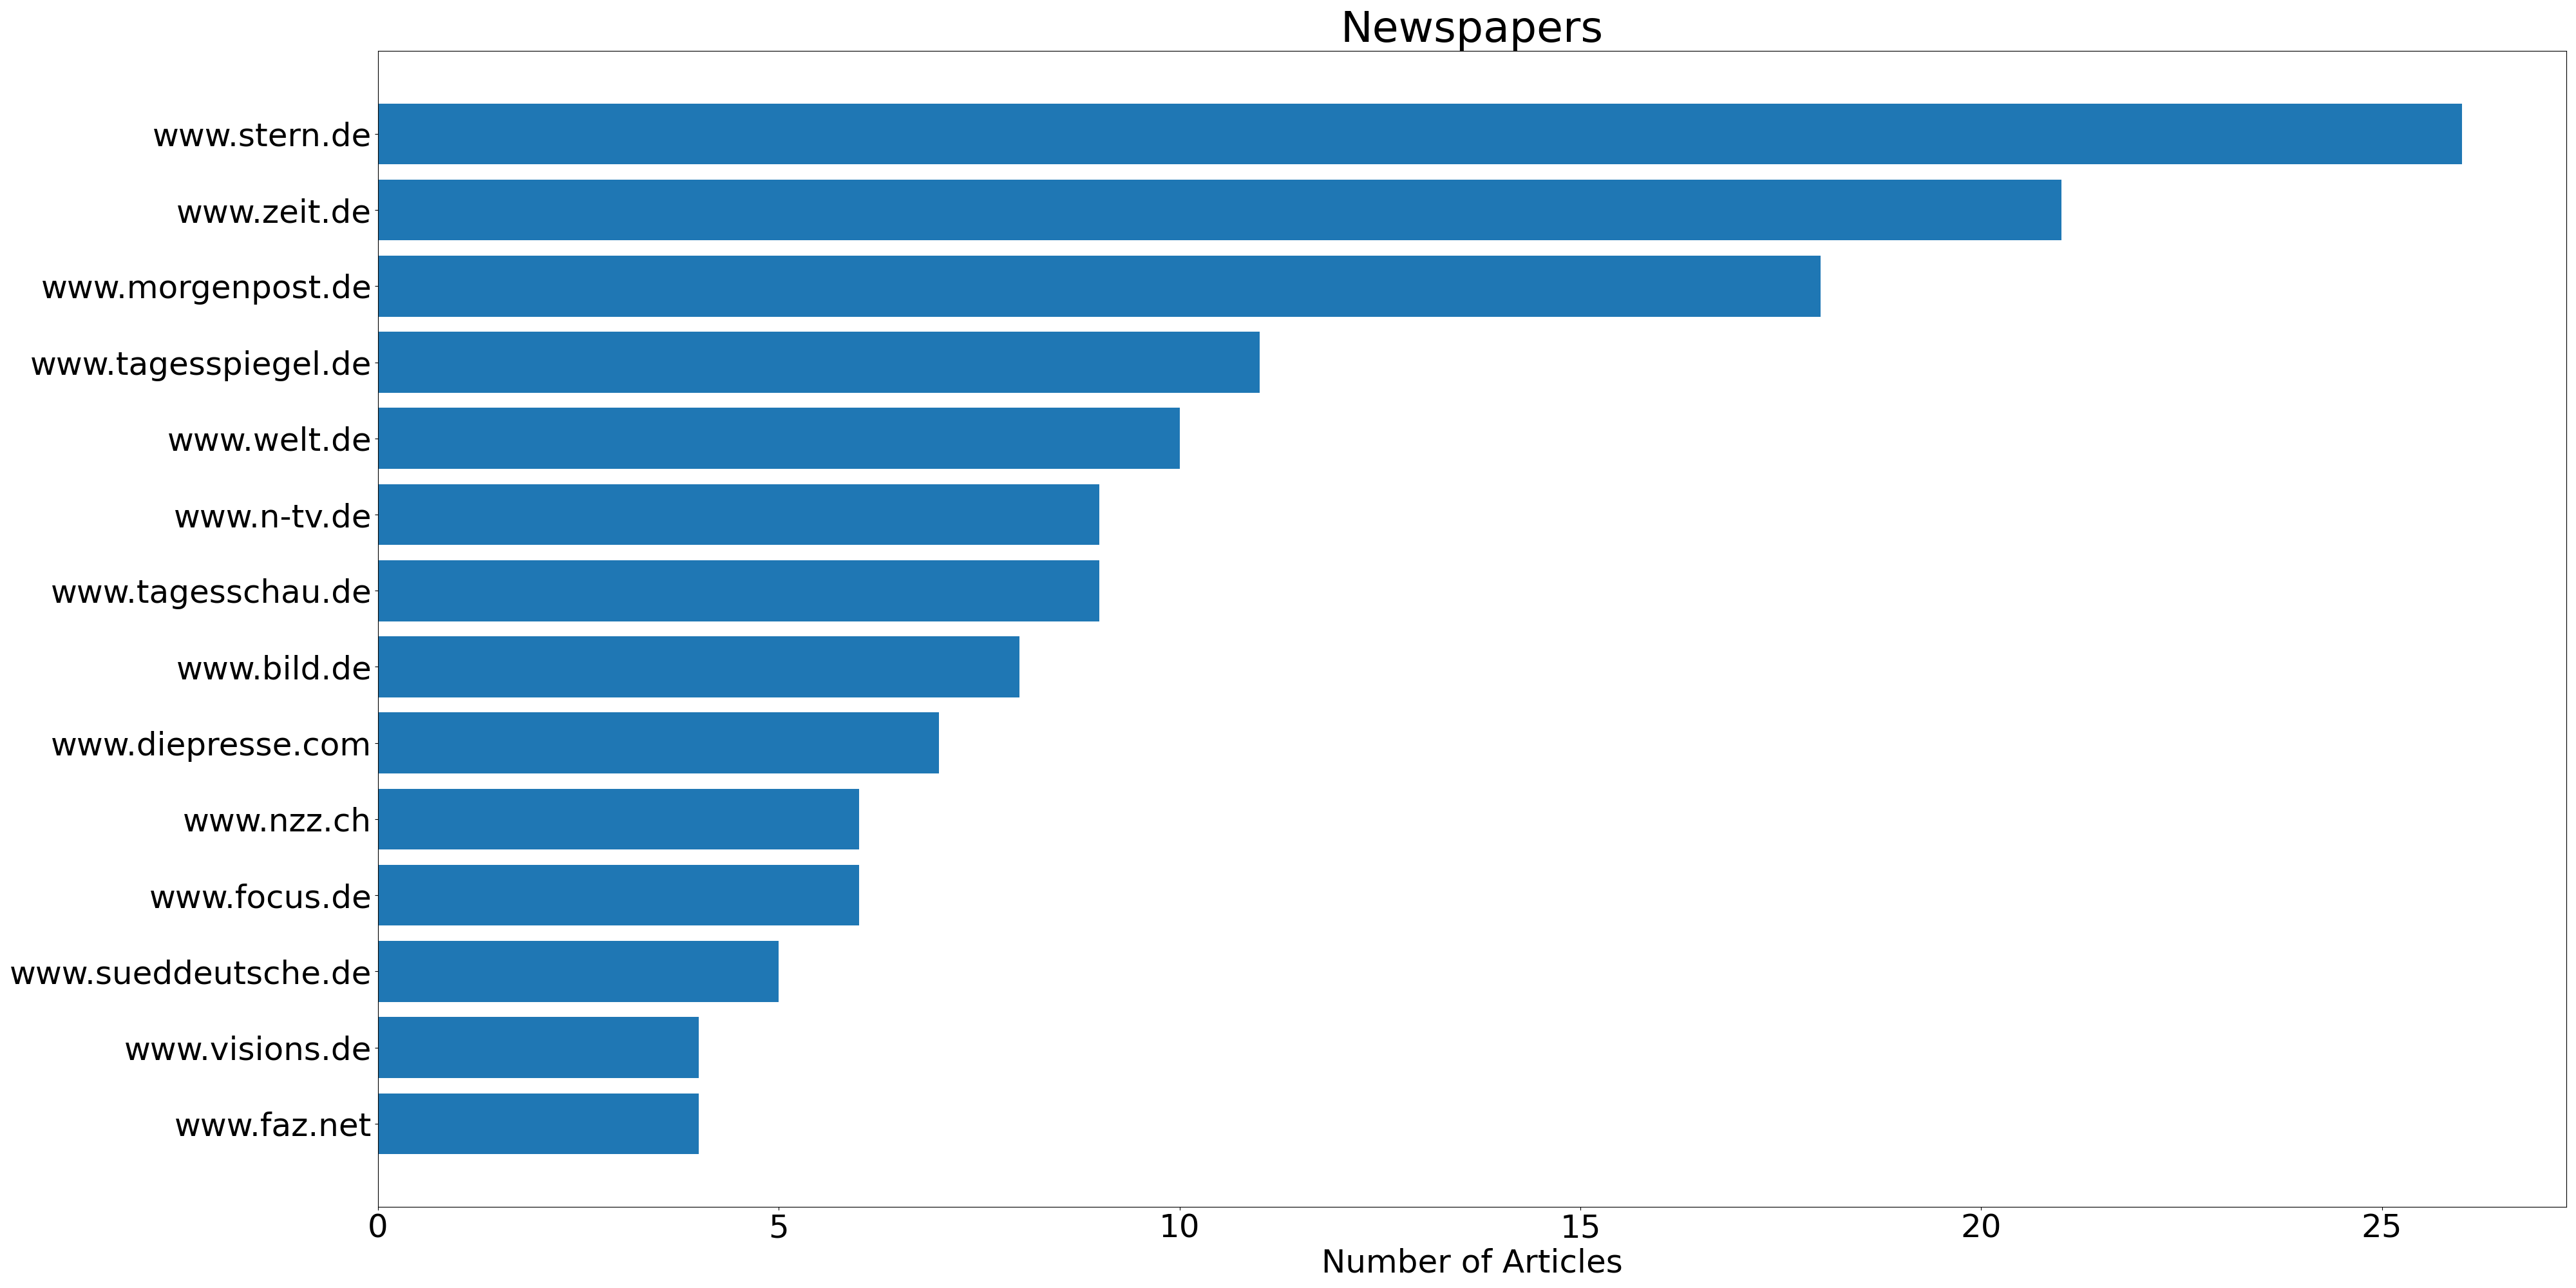 Newspapers
www.stern.de
www.zeit.de
www.morgenpost.de
www.tagesspiegel.de
www.welt.de
www.n-tv.de
www.tagesschau.de
www.bild.de
www.diepresse.com
www.nzz.ch
www.focus.de
www.sueddeutsche.de
www.visions.de
www.faz.net
0 5 10 15 20 25
Number of Articles